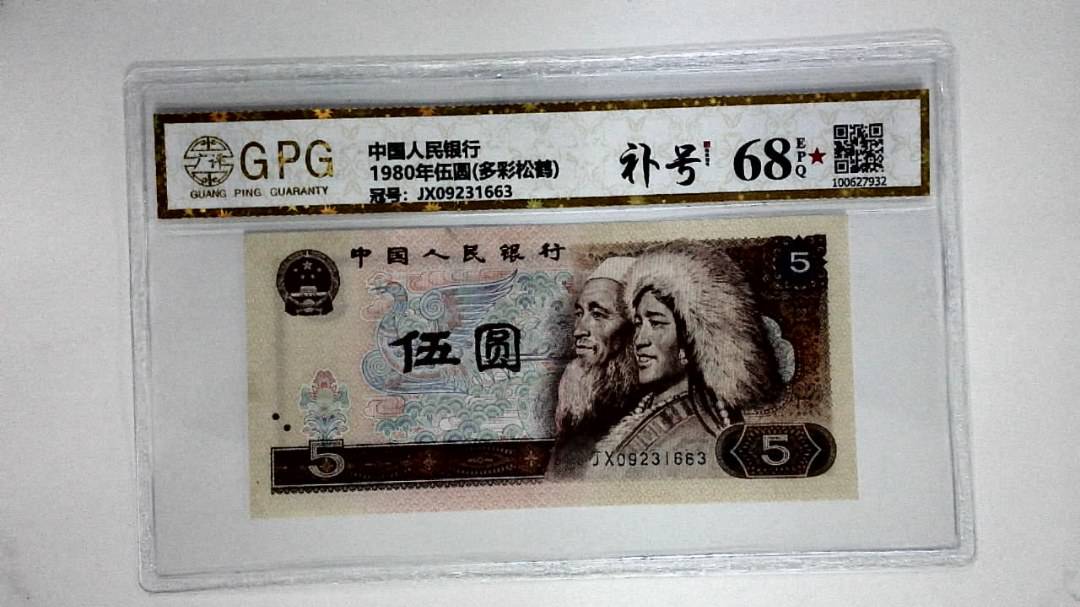 GPG
GUANG PING GUARANTY
中国人民银行
1980年伍圆(多彩松鹤)
冠号: JX09231663
补号
68 EPQ
100627932
中国人民银行
5
伍圆
5
JX09231663
5